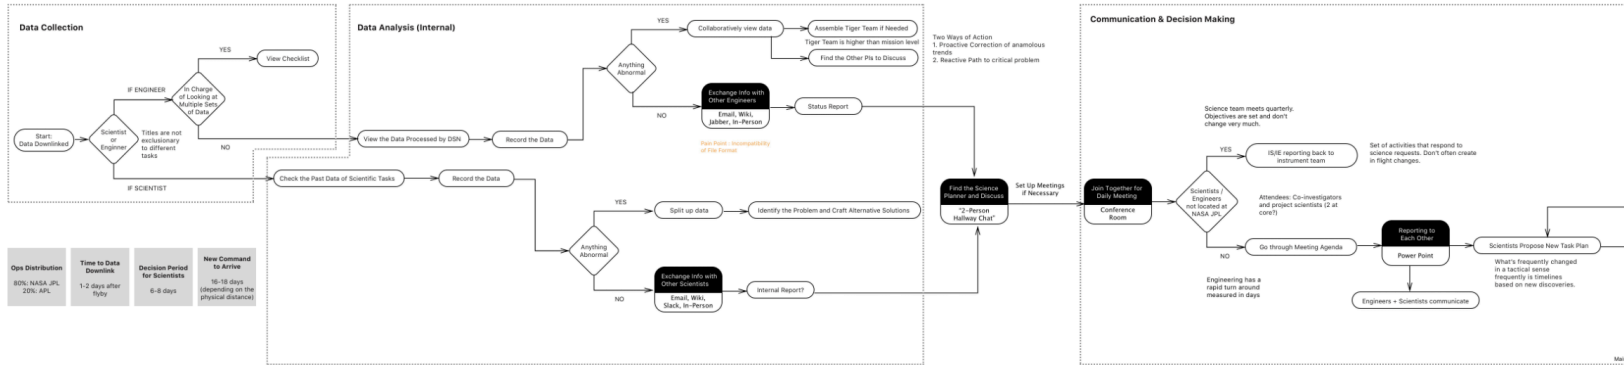 Data Collection
YES
View Checklist
IF ENGINEER
In Charge
of Looking at
Multiple Sets
of Data
Start:
Data Downlinked
Scientist
or
Enginner
Titles are not
exclusionary
to different
tasks
NO
IF SCIENTIST
Ops Distribution
80%: NASA JPL
20%: APL
Time to Data
Downlink
1-2 days after
flyby
Decision Period
for Scientists
6-8 days
New Command
to Arrive
16-18 days
(depending on the
physical distance)
Data Analysis (Internal)
YES
Collaboratively view data
Assemble Tiger Team if Needed
Tiger Team is higher than mission level
Find the Other PIs to Discuss
Anything
Abnormal
NO
Exchange Info with
Other Engineers
Email, Wiki,
Jabber, In-Person
Status Report
Pain Point : Incompatibility
of File Format
View the Data Processed by DSN
Record the Data
Check the Past Data of Scientific Tasks
Record the Data
YES
Split up data
Identify the Problem and Craft Alternative Solutions
Anything
Abnormal
NO
Exchange Info with
Other Scientists
Email, Wiki,
Slack, In-Person
Internal Report?
Two Ways of Action
1. Proactive Correction of anamolous
trends
2. Reactive Path to critical problem
Find the Science
Planner and Discuss
"2-Person
Hallway Chat"
Set Up Meetings
if Necessary
Communication & Decision Making
Science team meets quarterly.
Objectives are set and don't
change very much.
Join Together for
Daily Meeting
Conference
Room
YES
IS/IE reporting back to
instrument team
Set of activities that respond to
science requests. Don't often create
in flight changes.
Scientists /
Engineers
not located at
NASA JPL
Attendees: Co-investigators
and project scientists (2 at
core?)
NO
Go through Meeting Agenda
Reporting to
Each Other
Power Point
Scientists Propose New Task Plan
Engineering has a
rapid turn around
measured in days
What's frequently changed
in a tactical sense
frequently is timelines
based on new discoveries.
Engineers + Scientists communicate
Mai